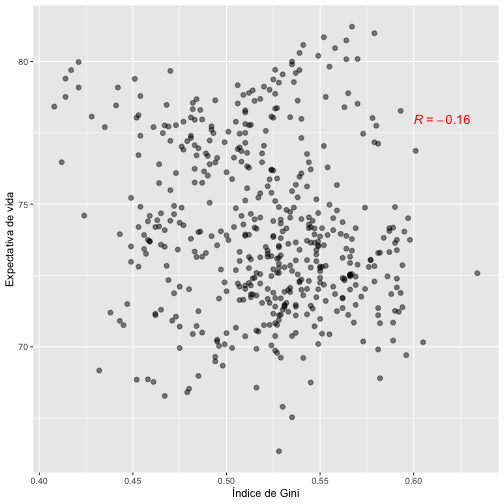 80
75
70
R = −0.16
0.40 0.45 0.50 0.55 0.60
Índice de Gini
Expectativa de vida